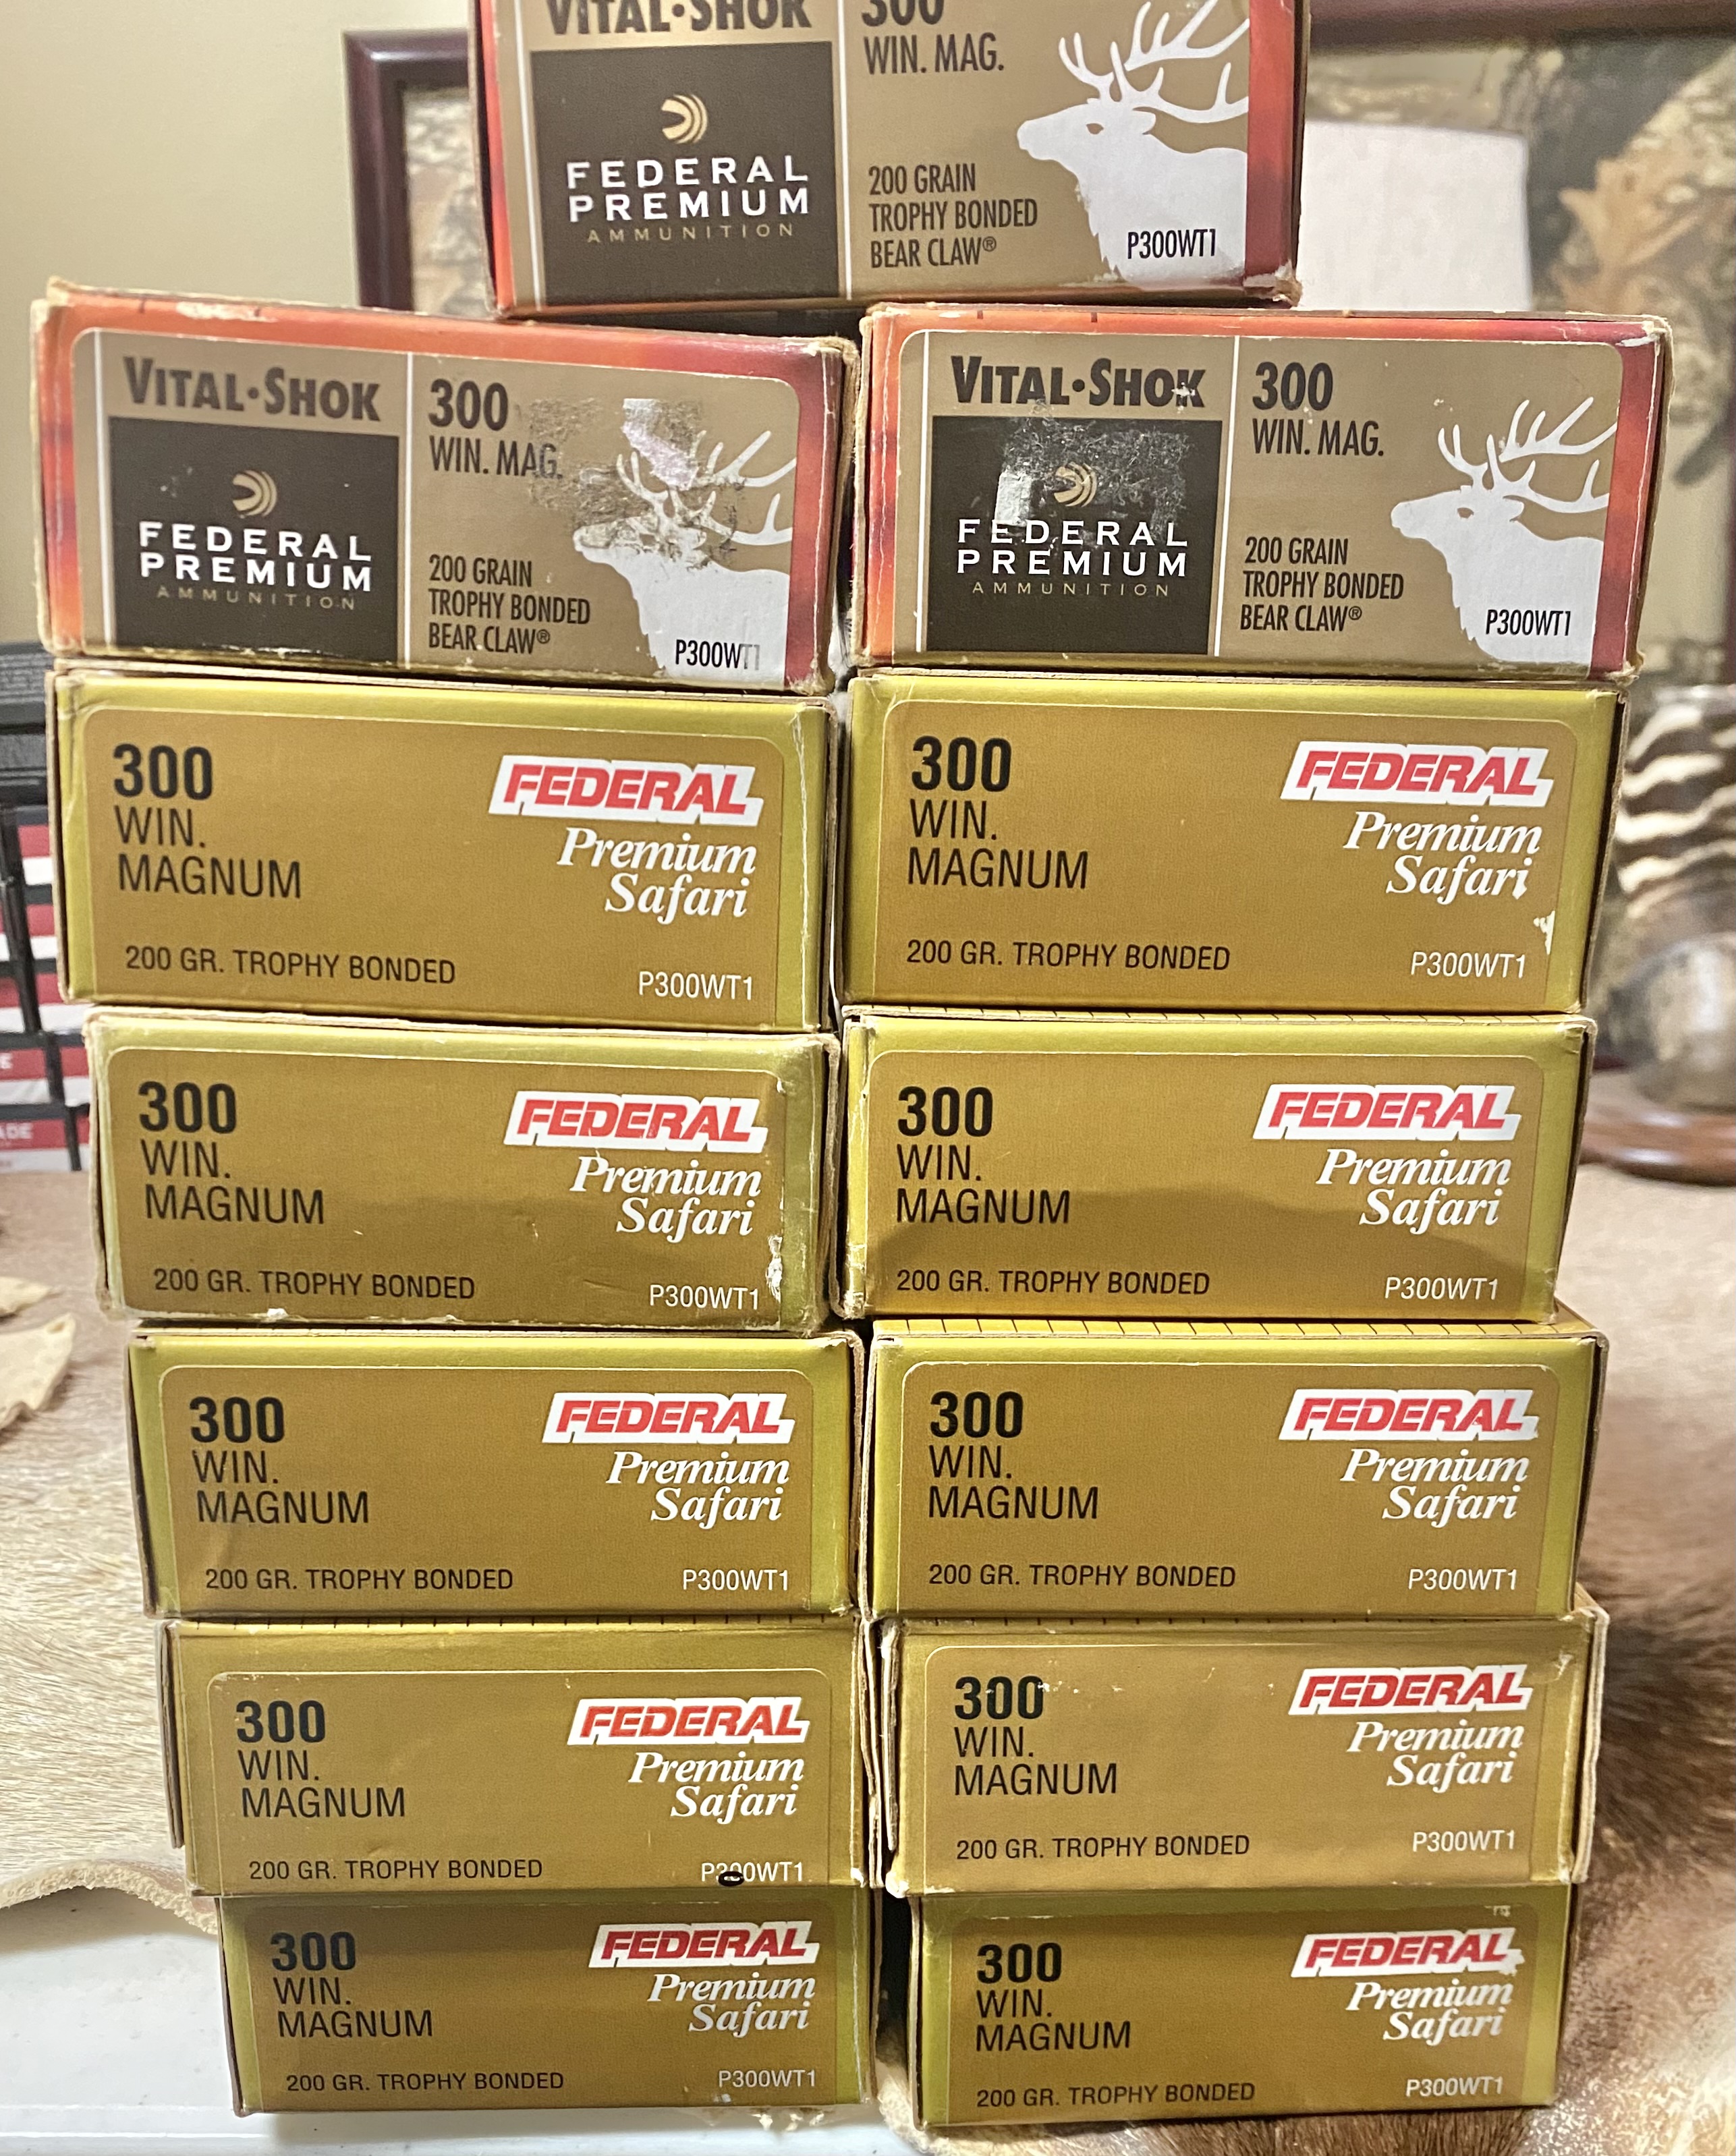 VITAL•SHOK
300
WIN. MAG.
FEDERAL
PREMIUM
AMMUNITION
200 GRAIN
TROPHY BONDED
BEAR CLAW®
P300WT1
VITAL•SHOK
300
WIN. MAG.
FEDERAL
PREMIUM
AMMUNITION
200 GRAIN
TROPHY BONDED
BEAR CLAW®
P300WT1
VITAL•SHOK
300
WIN. MAG.
FEDERAL
PREMIUM
AMMUNITION
200 GRAIN
TROPHY BONDED
BEAR CLAW®
P300WT1
300
WIN.
MAGNUM
FEDERAL
Premium
Safari
200 GR. TROPHY BONDED
P300WT1
300
WIN.
MAGNUM
FEDERAL
Premium
Safari
200 GR. TROPHY BONDED
P300WT1
300
WIN.
MAGNUM
FEDERAL
Premium
Safari
200 GR. TROPHY BONDED
P300WT1
300
WIN.
MAGNUM
FEDERAL
Premium
Safari
200 GR. TROPHY BONDED
P300WT1
300
WIN.
MAGNUM
FEDERAL
Premium
Safari
200 GR. TROPHY BONDED
P300WT1
300
WIN.
MAGNUM
FEDERAL
Premium
Safari
200 GR. TROPHY BONDED
P300WT1
300
WIN.
MAGNUM
FEDERAL
Premium
Safari
200 GR. TROPHY BONDED
P300WT1
300
WIN.
MAGNUM
FEDERAL
Premium
Safari
200 GR. TROPHY BONDED
P300WT1
300
WIN.
MAGNUM
FEDERAL
Premium
Safari
200 GR. TROPHY BONDED
P300WT1
300
WIN.
MAGNUM
FEDERAL
Premium
Safari
200 GR. TROPHY BONDED
P300WT1